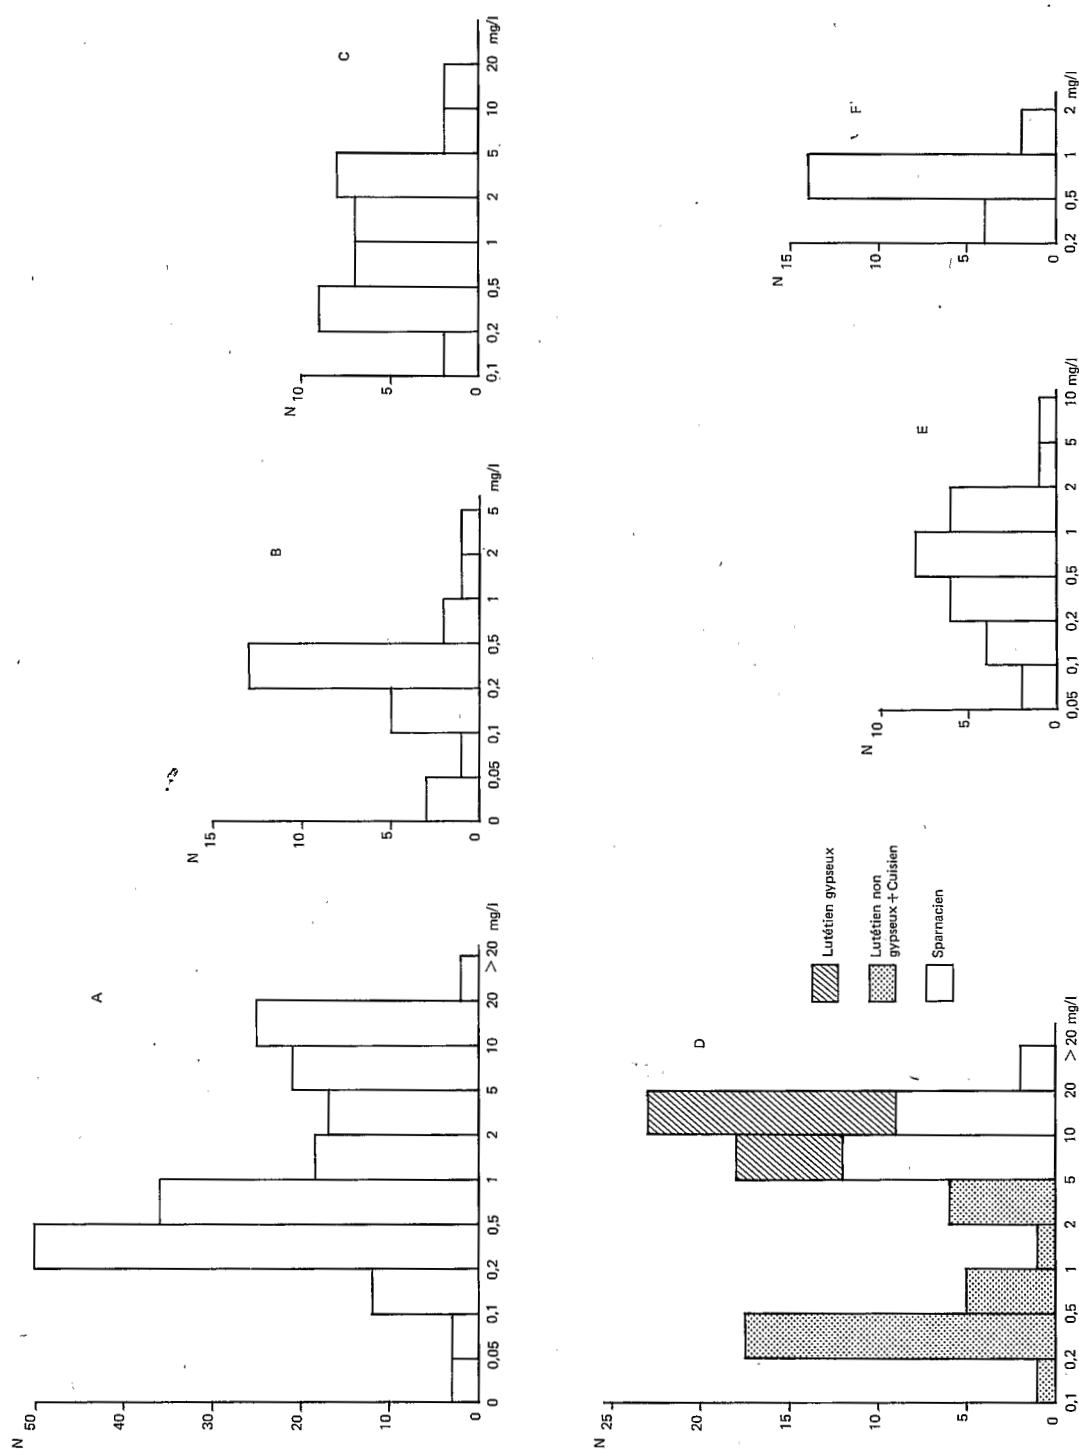 N
50
40
30
20
10
0
A
0 0,05 0,1 0,2 0,5 1 2 5 10 20 >20 mg/l
N
15
10
5
0
B
0 0,05 0,1 0,2 0,5 1 2 5 mg/l
N
10
5
0
C
0,1 0,2 0,5 1 2 5 10 20 mg/l
N
25
20
15
10
5
0
D
0,1 0,2 0,5 1 2 5 10 20 >20 mg/l
Lutétien gypseux
Lutétien non
gypseux + Cuisien
Sparnacien
N
10
5
0
E
0,05 0,1 0,2 0,5 1 2 5 10 mg/l
N
15
10
5
0
F
0,2 0,5 1 2 mg/l